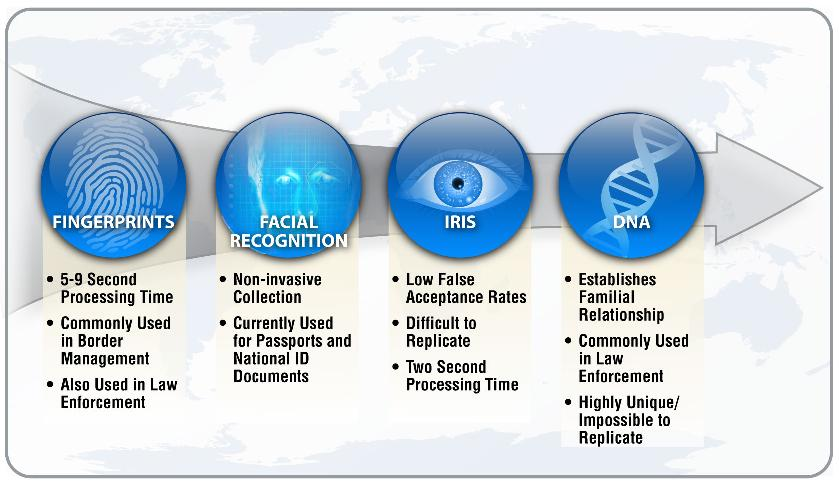 FINGERPRINTS
• 5-9 Second
Processing Time
• Commonly Used
in Border
Management
• Also Used in Law
Enforcement
FACIAL
RECOGNITION
• Non-invasive
Collection
• Currently Used
for Passports and
National ID
Documents
IRIS
• Low False
Acceptance Rates
• Difficult to
Replicate
• Two Second
Processing Time
DNA
• Establishes
Familial
Relationship
• Commonly Used
in Law
Enforcement
• Highly Unique/
Impossible to
Replicate